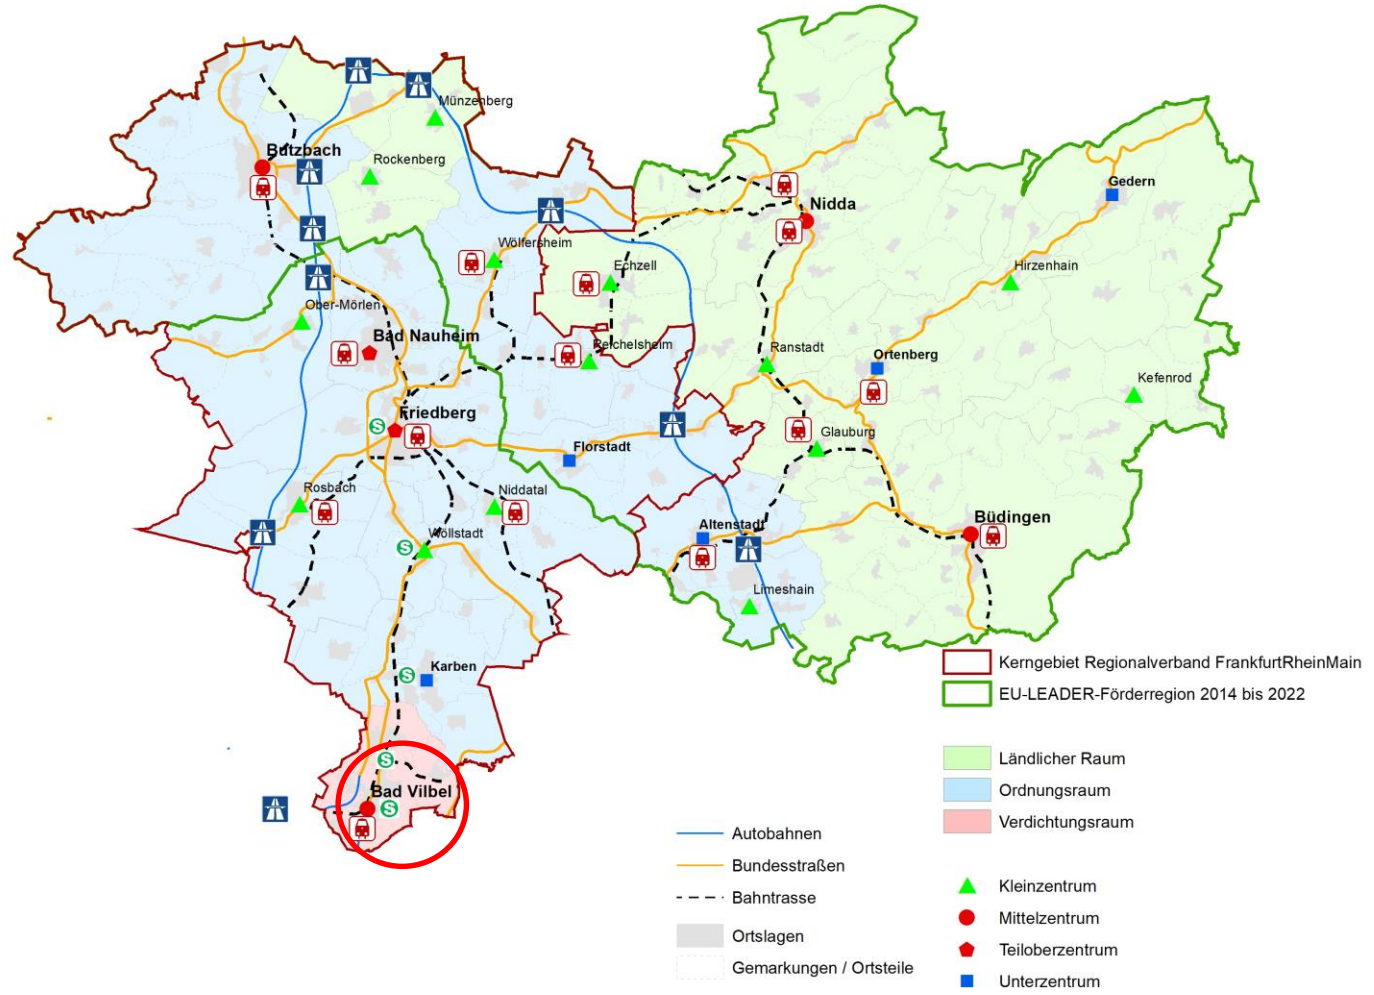 Münzenberg
Butzbach
Rockenberg
Gedern
Nidda
Wölfersheim
Echzell
Hirzenhain
Ober-Mörlen
Bad Nauheim
Reichelsheim
Ranstadt
Ortenberg
Kefenrod
Friedberg
S
Glauburg
Florstadt
Rosbach
Niddatal
Wöllstadt
S
Altenstadt
Büdingen
Limeshain
Karben
S
S
Bad Vilbel
S
Kerngebiet Regionalverband FrankfurtRheinMain
EU-LEADER-Förderregion 2014 bis 2022
Ländlicher Raum
Ordnungsraum
Verdichtungsraum
Autobahnen
Bundesstraßen
Bahntrasse
Ortslagen
Gemarkungen / Ortsteile
Kleinzentrum
Mittelzentrum
Teiloberzentrum
Unterzentrum